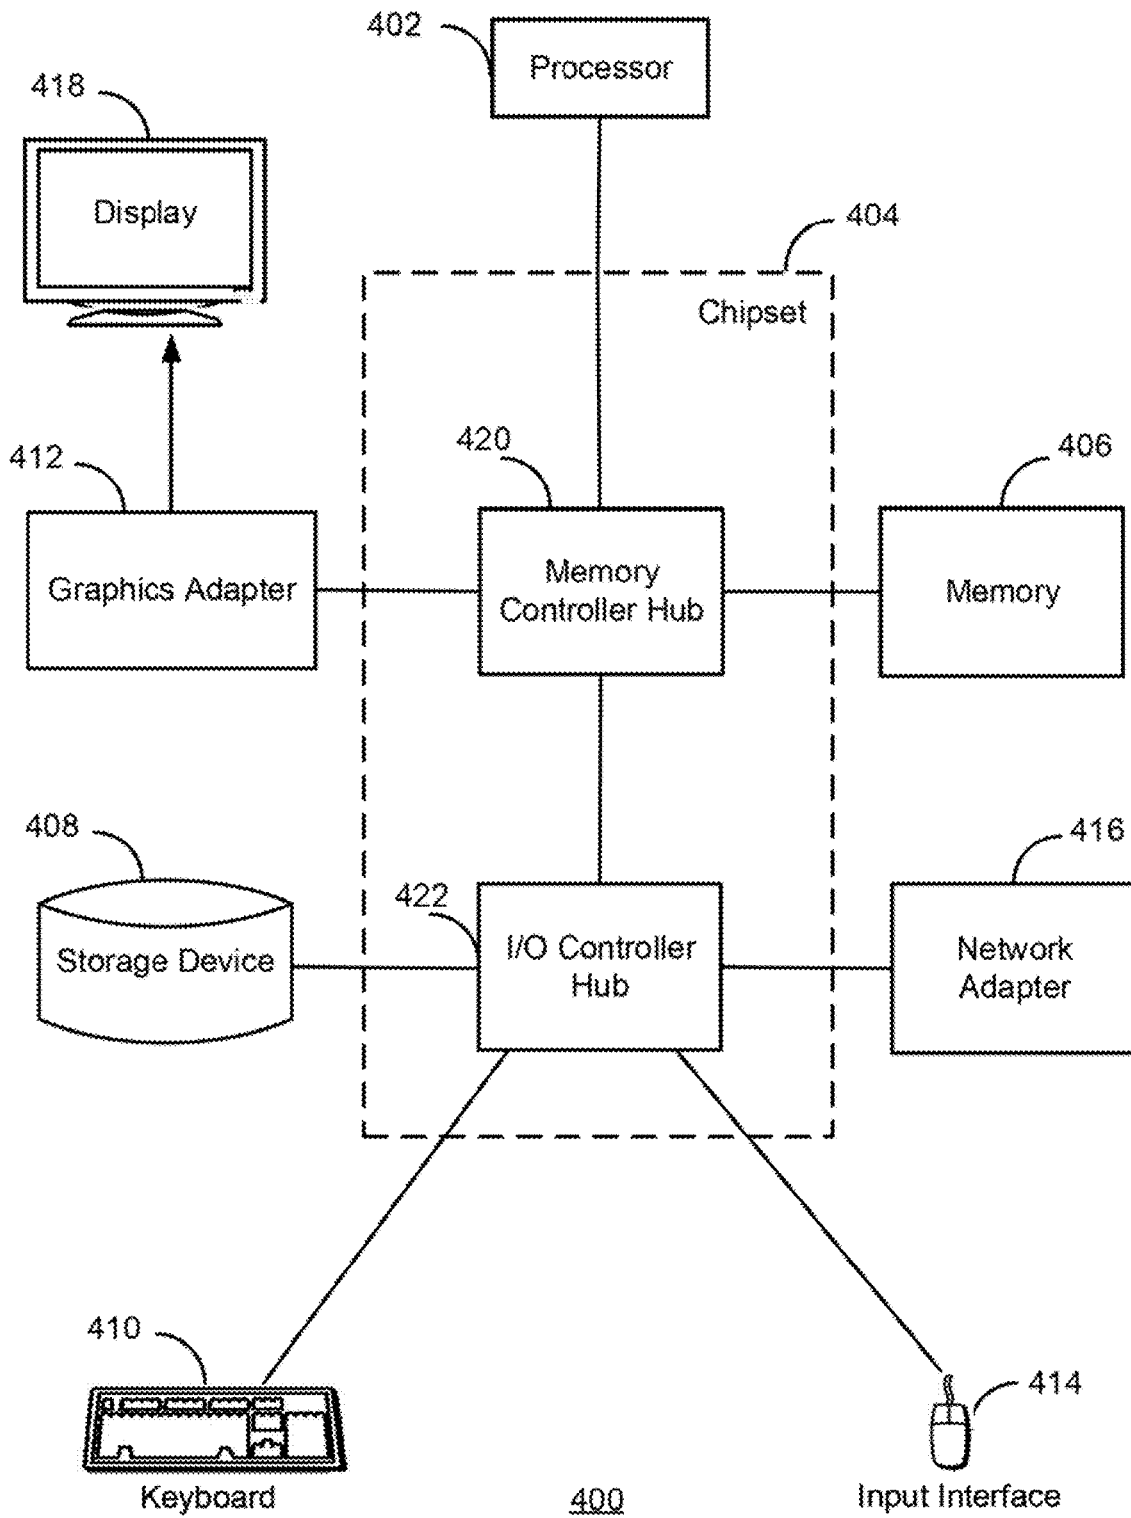 402
Processor
418
Display
404
Chipset
420
412
406
Graphics Adapter
Memory
Controller Hub
Memory
408
416
422
Storage Device
I/O Controller
Hub
Network
Adapter
410
414
Keyboard
400
Input Interface